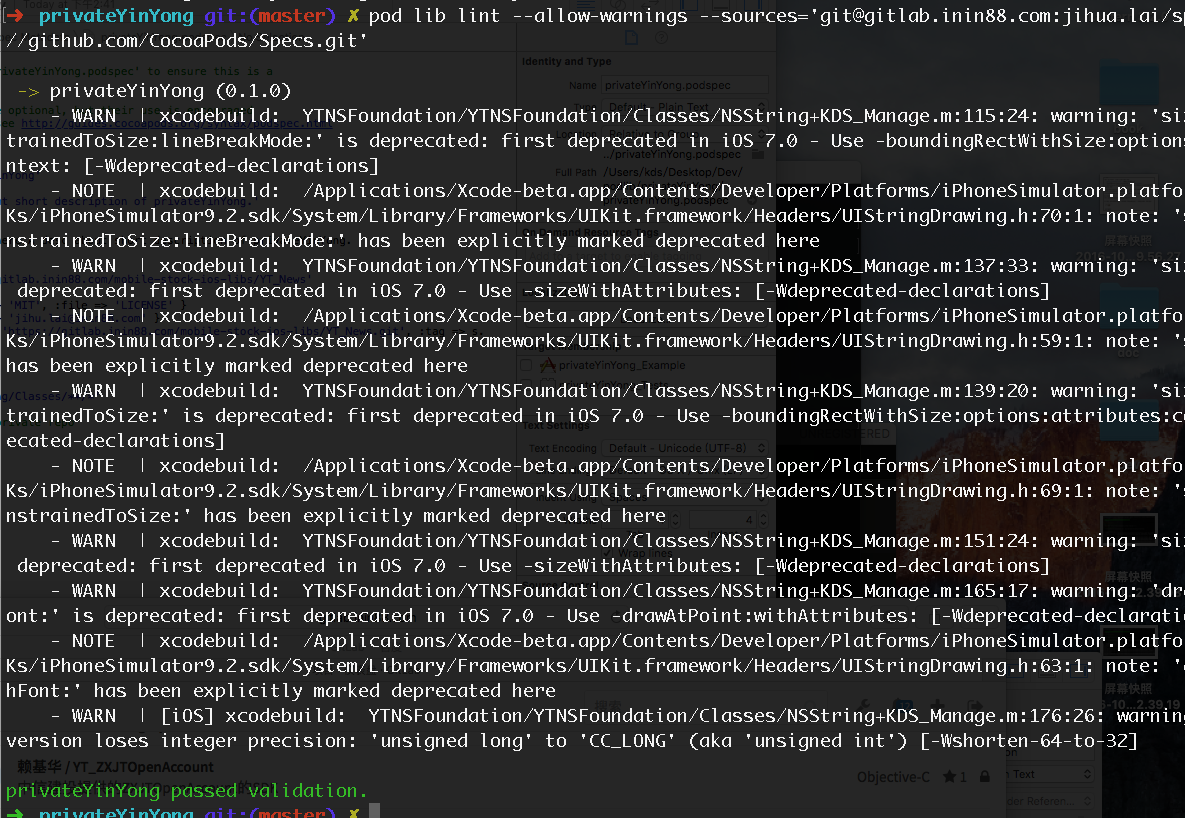 ➜ privateYinYong git:(master) ✗ pod lib lint --allow-warnings --sources='git@gitlab.inin88.com:jihua.lai/sp
//github.com/CocoaPods/Specs.git'
-> privateYinYong (0.1.0)
- WARN | xcodebuild: YTNSFoundation/YTNSFoundation/Classes/NSString+KDS_Manage.m:115:24: warning: 'siz
trainedToSize:lineBreakMode:' is deprecated: first deprecated in iOS 7.0 - Use -boundingRectWithSize:options
ntext: [-Wdeprecated-declarations]
- NOTE | xcodebuild: /Applications/Xcode-beta.app/Contents/Developer/Platforms/iPhoneSimulator.platfo
Ks/iPhoneSimulator9.2.sdk/System/Library/Frameworks/UIKit.framework/Headers/UIStringDrawing.h:70:1: note: 's
nstrainedToSize:lineBreakMode:' has been explicitly marked deprecated here
- WARN | xcodebuild: YTNSFoundation/YTNSFoundation/Classes/NSString+KDS_Manage.m:137:33: warning: 'siz
deprecated: first deprecated in iOS 7.0 - Use -sizeWithAttributes: [-Wdeprecated-declarations]
- NOTE | xcodebuild: /Applications/Xcode-beta.app/Contents/Developer/Platforms/iPhoneSimulator.platfo
Ks/iPhoneSimulator9.2.sdk/System/Library/Frameworks/UIKit.framework/Headers/UIStringDrawing.h:59:1: note: 's
has been explicitly marked deprecated here
- WARN | xcodebuild: YTNSFoundation/YTNSFoundation/Classes/NSString+KDS_Manage.m:139:20: warning: 'siz
trainedToSize:' is deprecated: first deprecated in iOS 7.0 - Use -boundingRectWithSize:options:attributes:co
ecated-declarations]
- NOTE | xcodebuild: /Applications/Xcode-beta.app/Contents/Developer/Platforms/iPhoneSimulator.platfo
Ks/iPhoneSimulator9.2.sdk/System/Library/Frameworks/UIKit.framework/Headers/UIStringDrawing.h:69:1: note: 's
nstrainedToSize:' has been explicitly marked deprecated here
- WARN | xcodebuild: YTNSFoundation/YTNSFoundation/Classes/NSString+KDS_Manage.m:151:24: warning: 'siz
deprecated: first deprecated in iOS 7.0 - Use -sizeWithAttributes: [-Wdeprecated-declarations]
- WARN | xcodebuild: YTNSFoundation/YTNSFoundation/Classes/NSString+KDS_Manage.m:165:17: warning: 'dr
ont:' is deprecated: first deprecated in iOS 7.0 - Use -drawAtPoint:withAttributes: [-Wdeprecated-declarati
- NOTE | xcodebuild: /Applications/Xcode-beta.app/Contents/Developer/Platforms/iPhoneSimulator.platfo
Ks/iPhoneSimulator9.2.sdk/System/Library/Frameworks/UIKit.framework/Headers/UIStringDrawing.h:63:1: note: '
hFont:' has been explicitly marked deprecated here
- WARN | [iOS] xcodebuild: YTNSFoundation/YTNSFoundation/Classes/NSString+KDS_Manage.m:176:26: warning
version loses integer precision: 'unsigned long' to 'CC_LONG' (aka 'unsigned int') [-Wshorten-64-to-32]
赖基华 / YT_ZXJTOpenAccount
Objective-C ★ 1
privateYinYong passed validation.
➜ privateYinYong git:(master) ✗